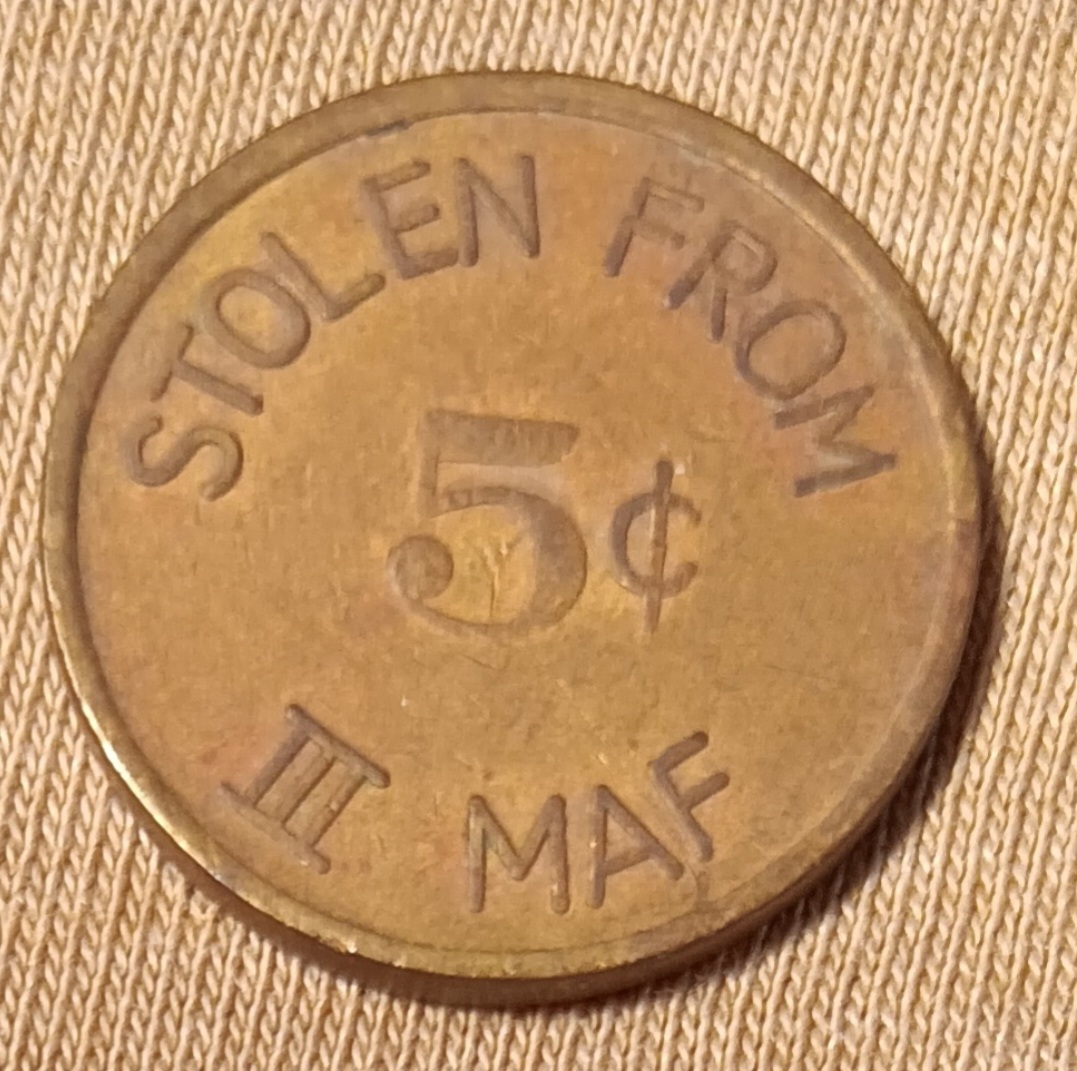 STOLEN FROM
5¢
III MAF